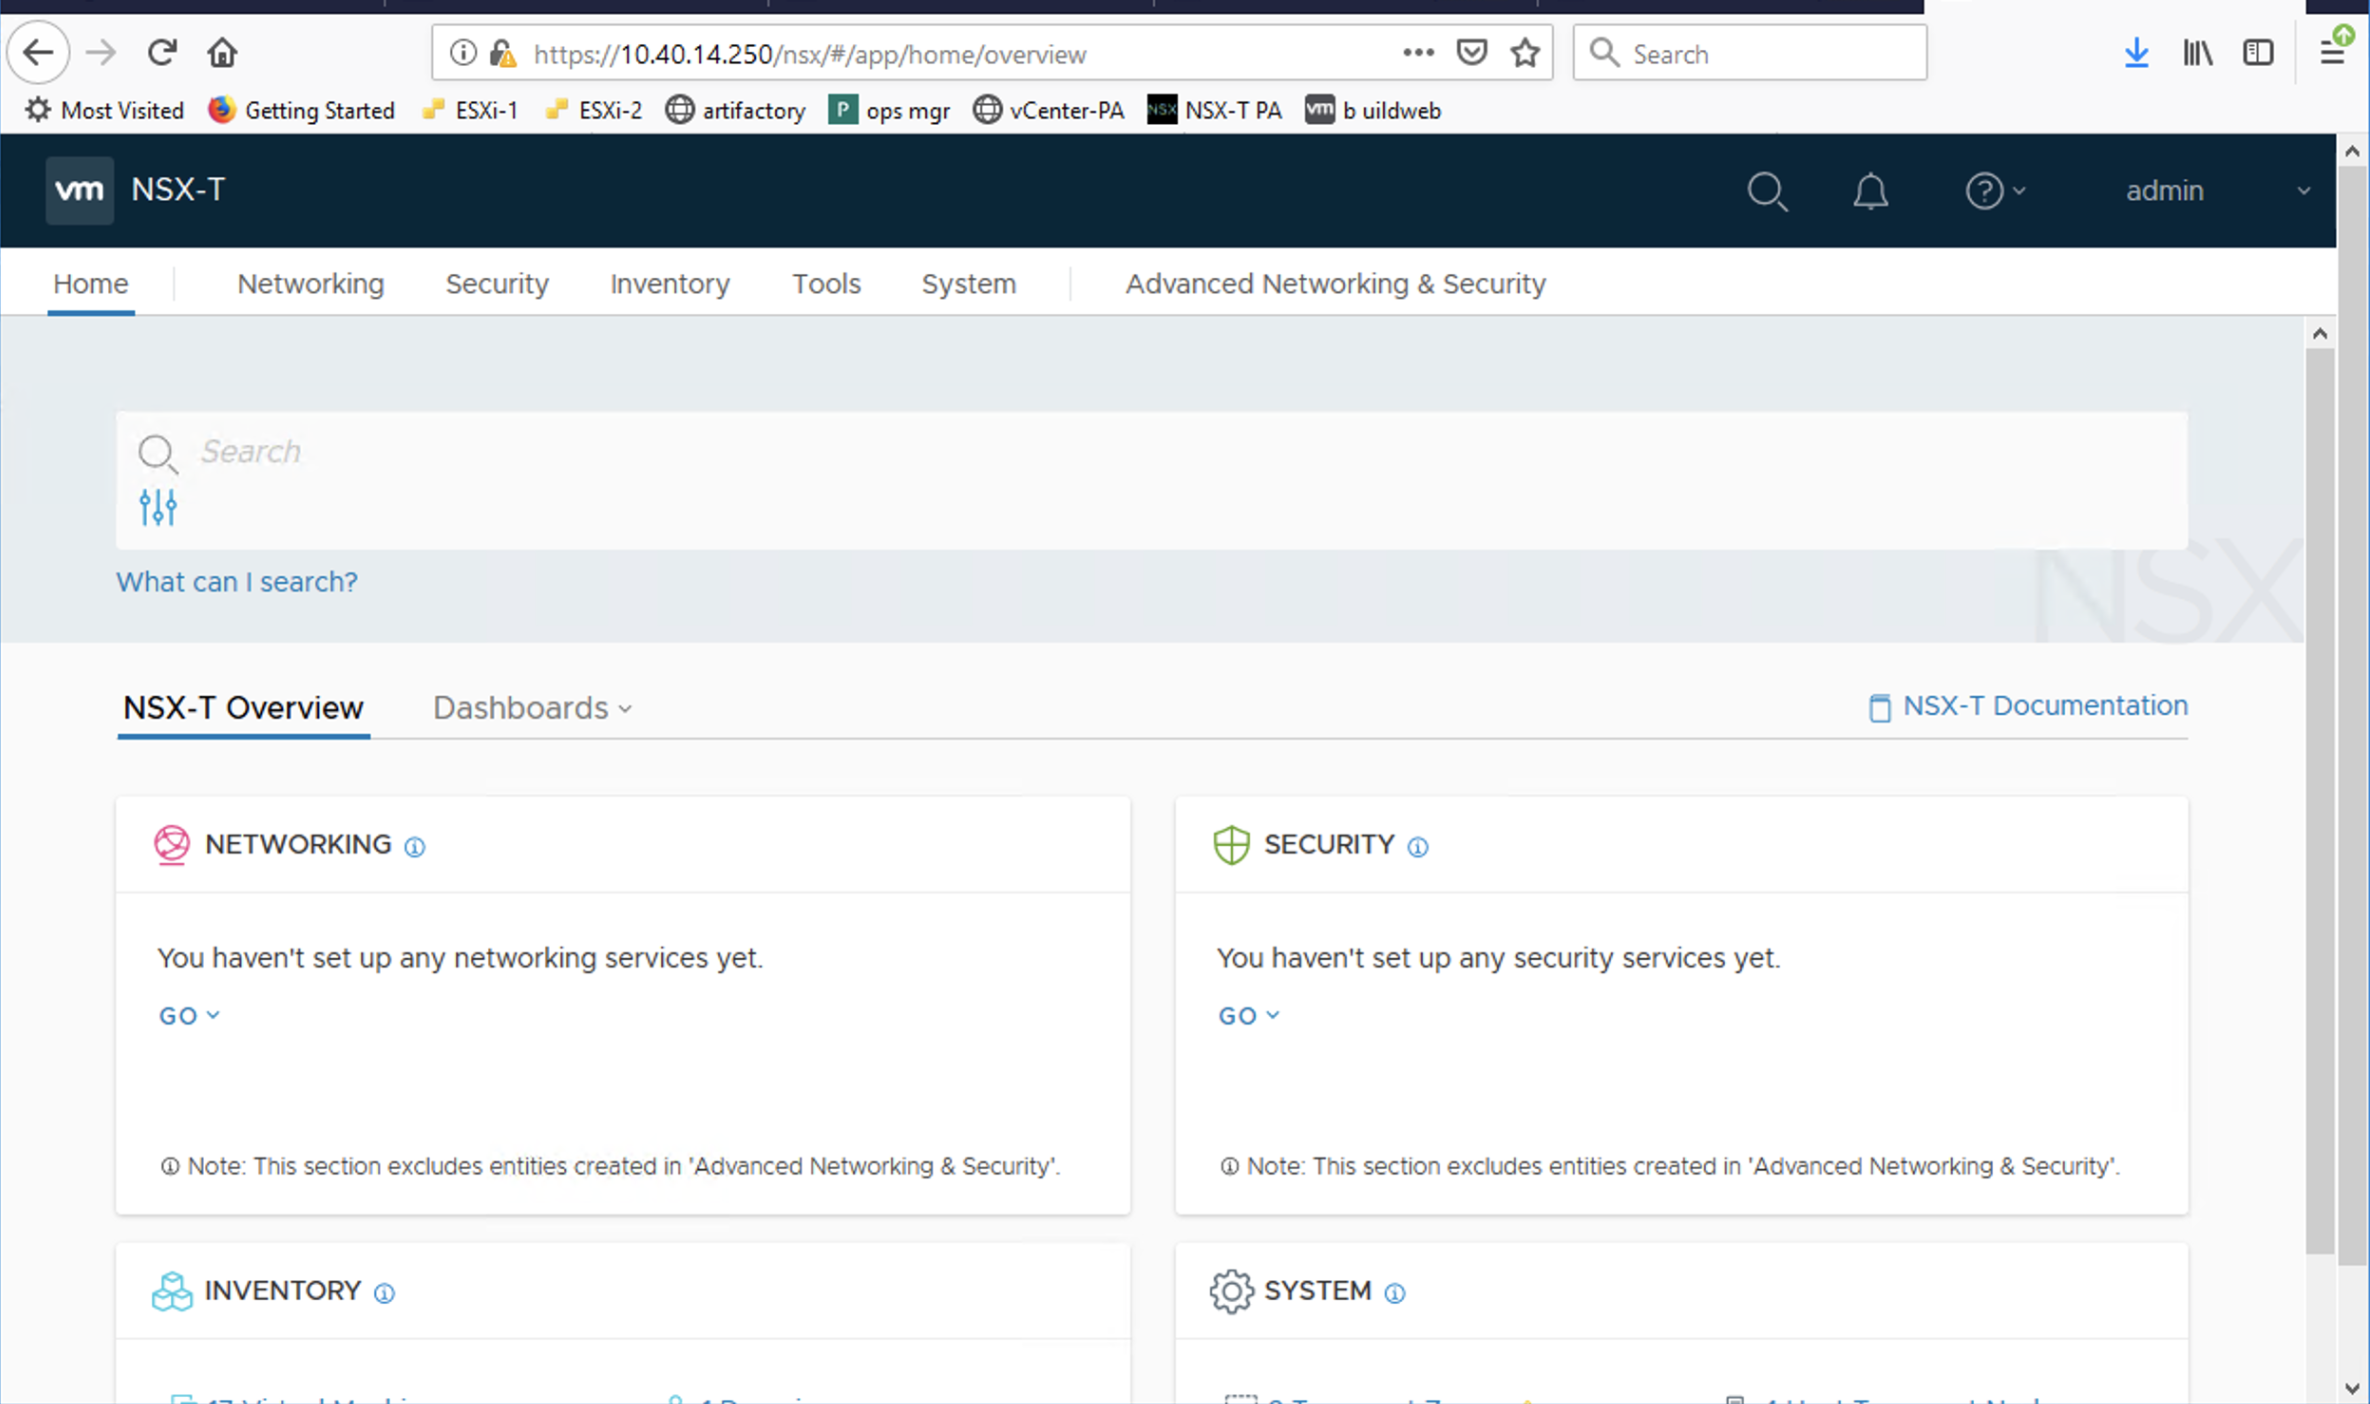 https://10.40.14.250/nsx/#/app/home/overview
Search
Most Visited Getting Started ESXi-1 ESXi-2 artifactory P ops mgr vCenter-PA NSX NSX-T PA vm b uildweb
vm NSX-T admin
Home Networking Security Inventory Tools System Advanced Networking & Security
Search
What can I search?
NSX
NSX-T Overview Dashboards NSX-T Documentation
NETWORKING
You haven't set up any networking services yet.
GO
Note: This section excludes entities created in 'Advanced Networking & Security'.
SECURITY
You haven't set up any security services yet.
GO
Note: This section excludes entities created in 'Advanced Networking & Security'.
INVENTORY
SYSTEM